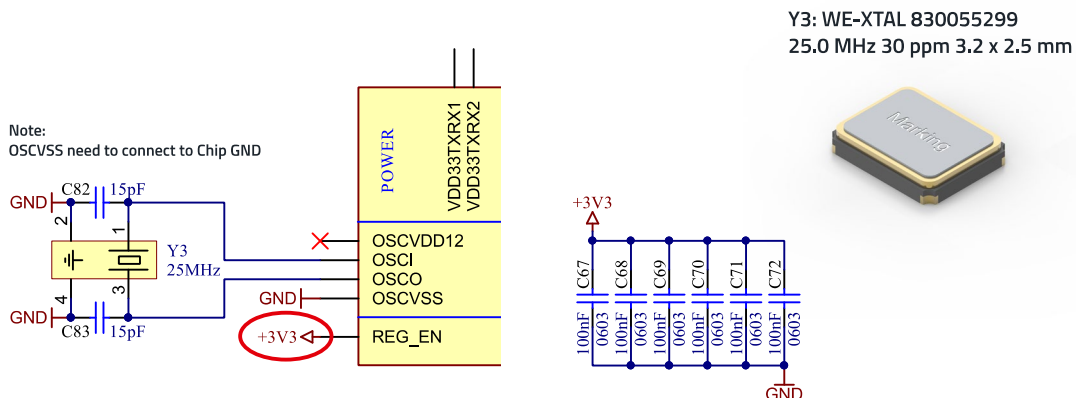 Y3: WE-XTAL 830055299
25.0 MHz 30 ppm 3.2 x 2.5 mm
Marking
Note:
OSCVSS need to connect to Chip GND
POWER
VDD33TXRX1
VDD33TXRX2
GND
C82
15pF
2
1
Y3
25MHz
4
3
GND
C83
15pF
OSCVDD12
OSCI
OSCO
GND
OSCVSS
+3V3
REG_EN
+3V3
C67
C68
C69
C70
C71
C72
100nF
0603
100nF
0603
100nF
0603
100nF
0603
100nF
0603
100nF
0603
GND